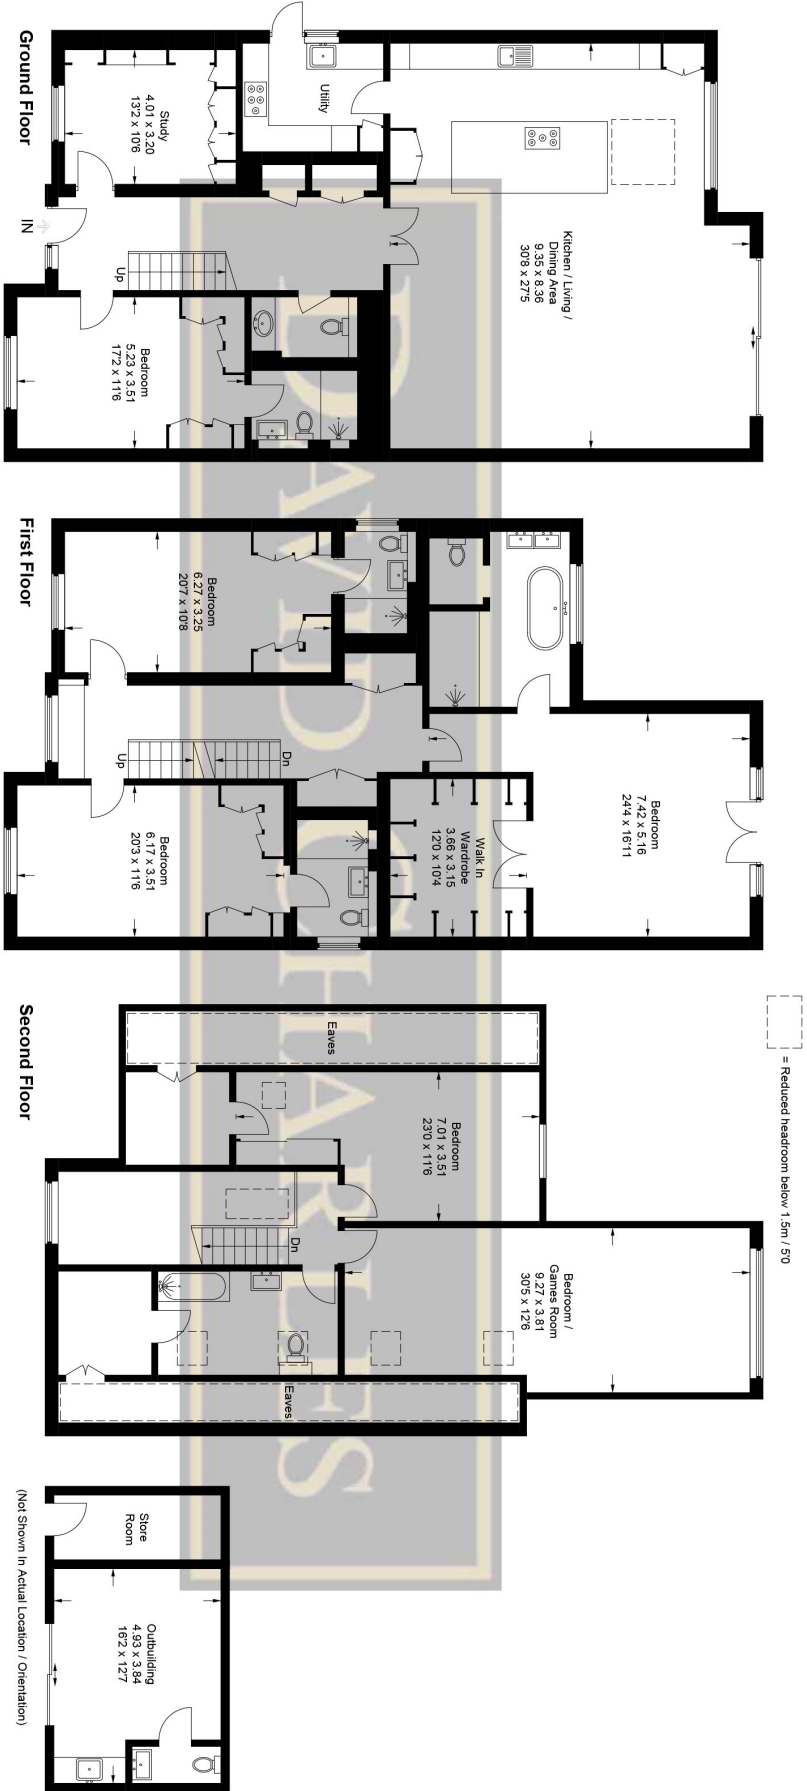 = Reduced headroom below 1.5m / 5'0
Kitchen / Living /
Dining Area
9.35 x 8.36
30'8 x 27'5
Utility
Study
4.01 x 3.20
13'2 x 10'6
Up
IN
Bedroom
5.23 x 3.51
17'2 x 11'6
Ground Floor
Bedroom
7.42 x 5.16
24'4 x 16'11
Walk In
Wardrobe
3.66 x 3.15
12'0 x 10'4
Bedroom
6.27 x 3.25
20'7 x 10'8
Dn
Up
Bedroom
6.17 x 3.51
20'3 x 11'6
First Floor
Bedroom /
Games Room
9.27 x 3.81
30'5 x 12'6
Bedroom
7.01 x 3.51
23'0 x 11'6
Eaves
Dn
Eaves
Second Floor
Store
Room
Outbuilding
4.93 x 3.84
16'2 x 12'7
(Not Shown In Actual Location / Orientation)
DAVID CHARLES